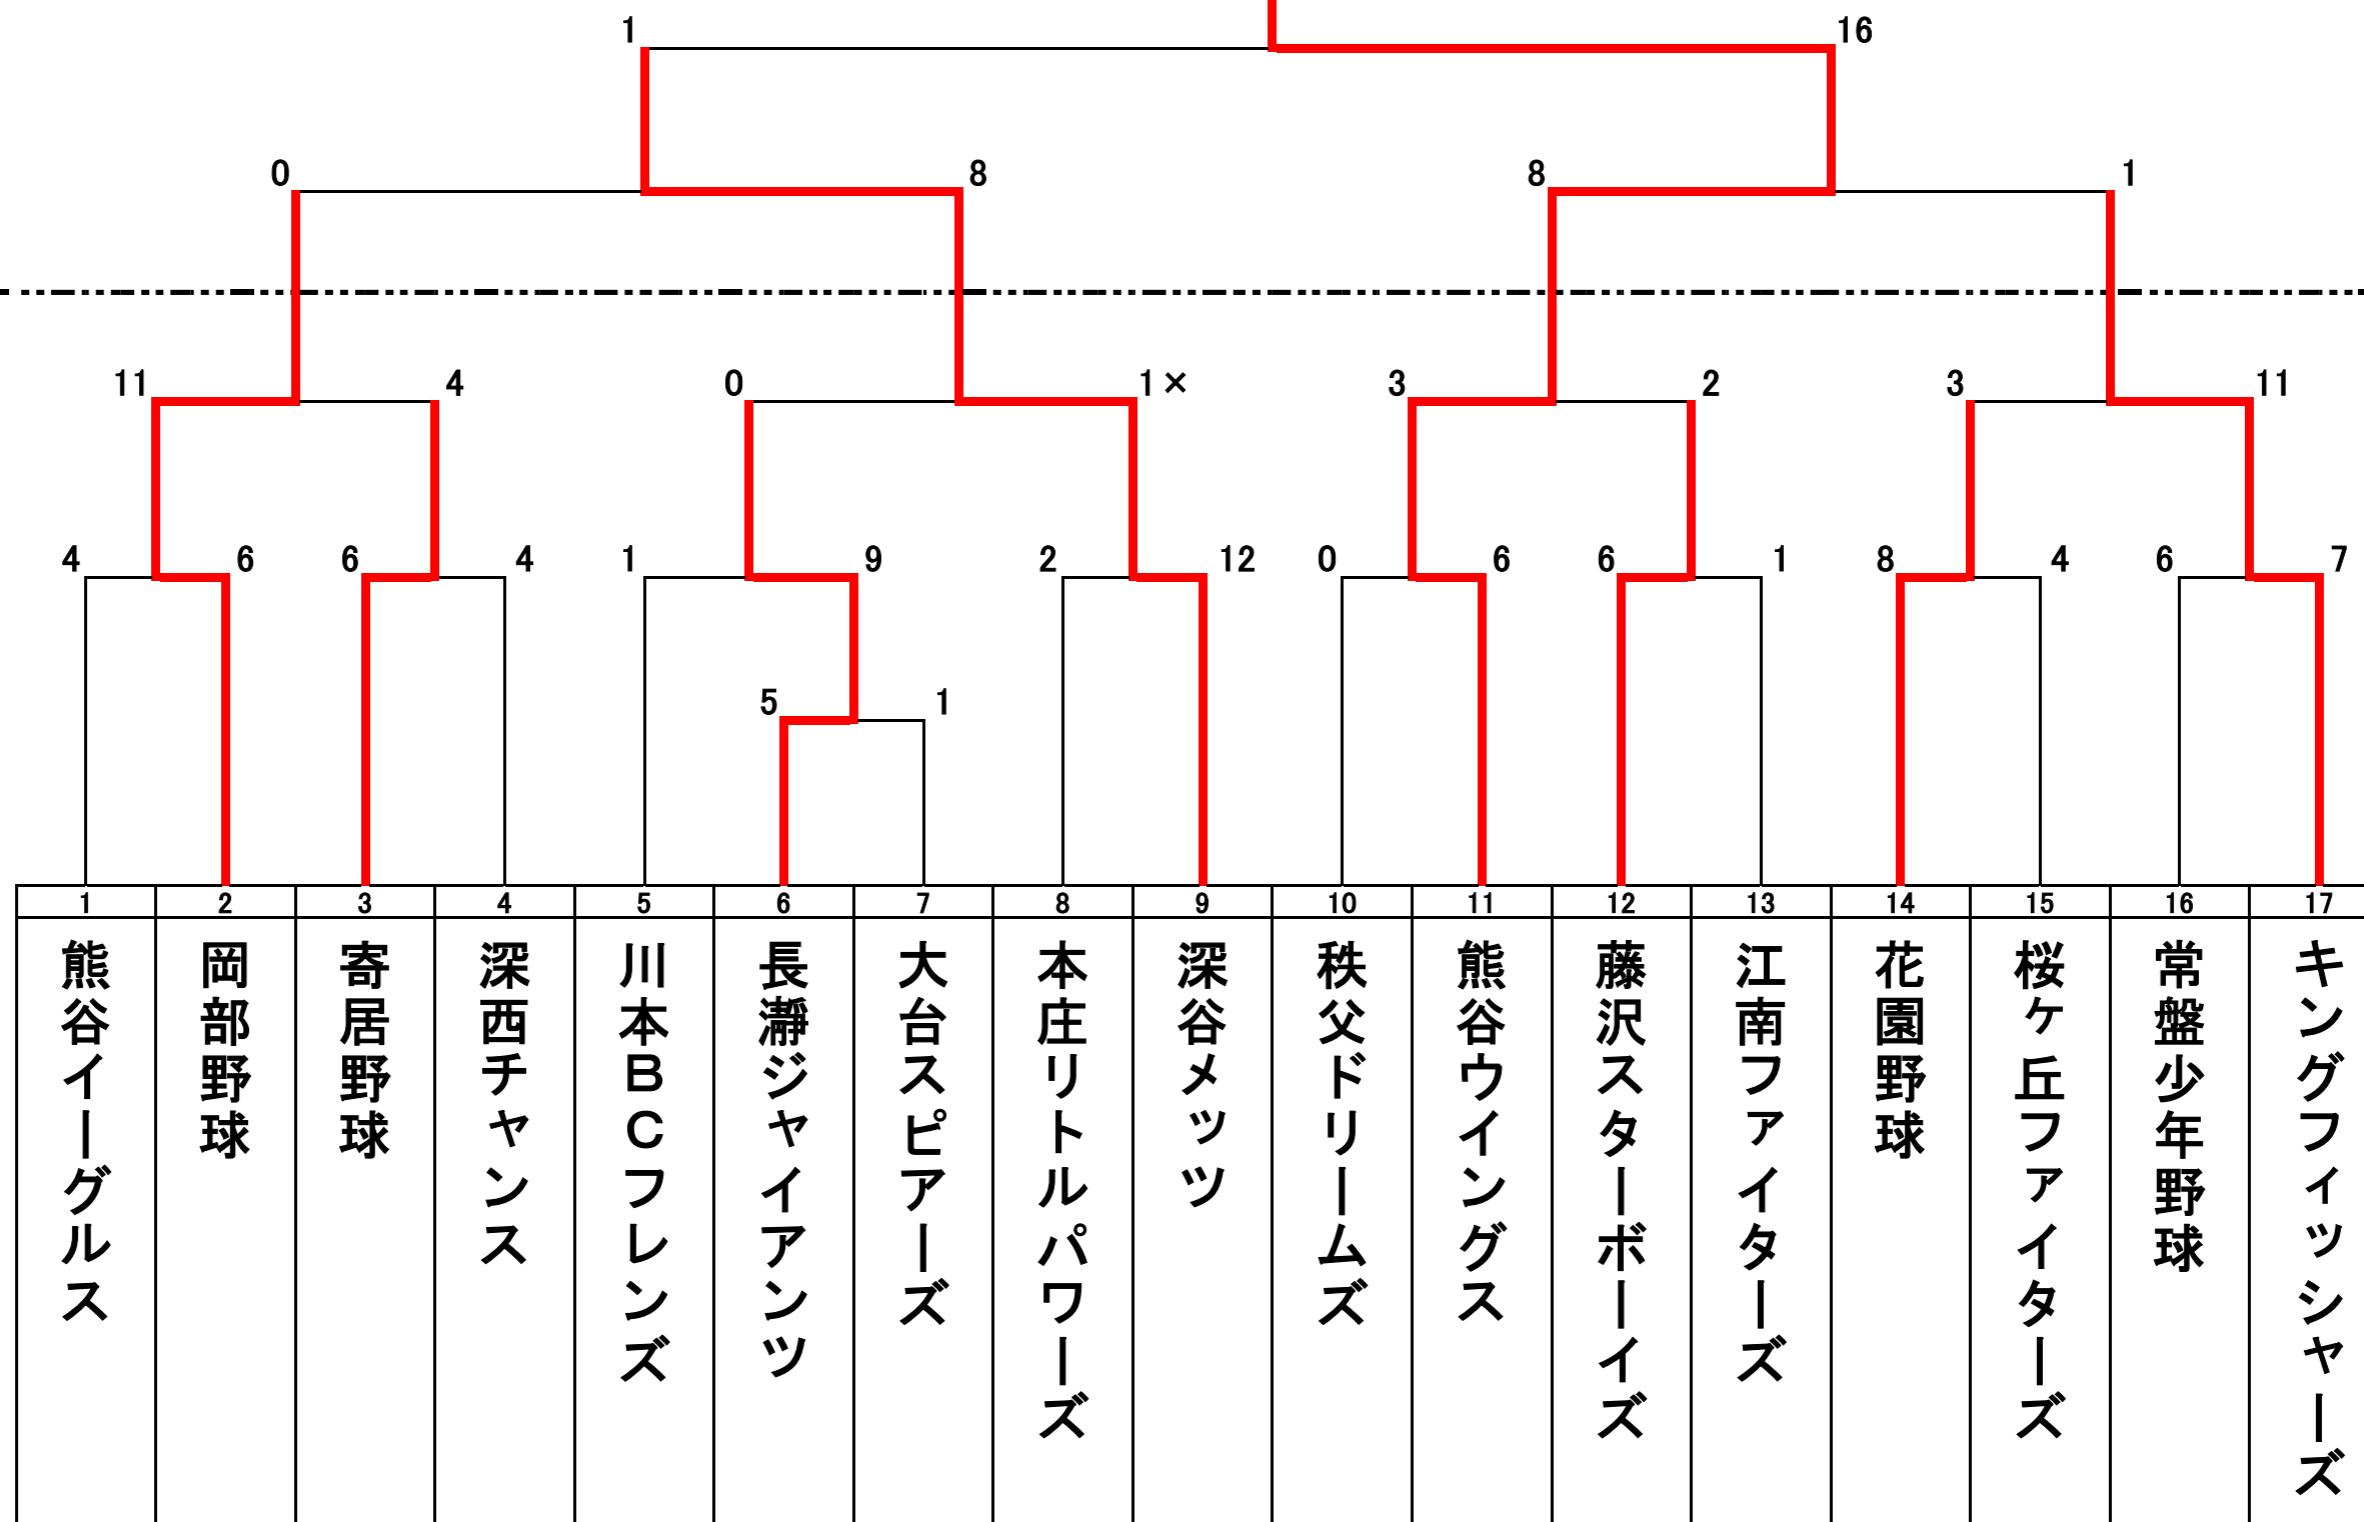 1 16
0 8 8 1
11 4 0 1× 3 2 3 11
4 6 6 4 1 9 2 12 0 6 6 1 8 4 6 7
5 1
1 2 3 4 5 6 7 8 9 10 11 12 13 14 15 16 17
熊谷イーグルス
岡部野球
寄居野球
深西チャンス
川本BCフレンズ
長瀞ジャイアンツ
大台スピアーズ
本庄リトルパワーズ
深谷メッツ
秩父ドリームズ
熊谷ウイングス
藤沢スターボーイズ
江南ファイターズ
花園野球
桜ケ丘ファイターズ
常盤少年野球
キングフィッシャーズ